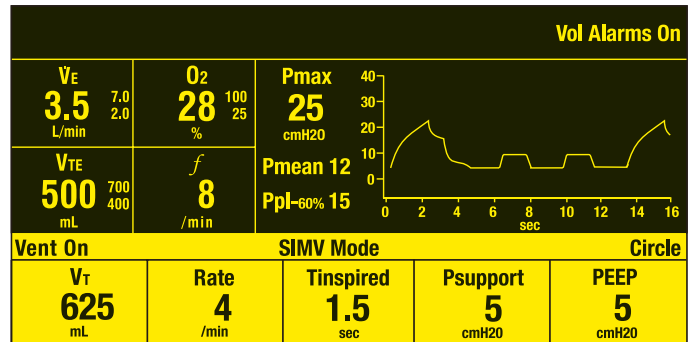 Vol Alarms On
V̇E
3.5 7.0
2.0
L/min
O2
28 100
25
%
VTE
500 700
400
mL
f
8
/min
Pmax
25
cmH2O
Pmean 12
Ppl-60% 15
40
30
20
10
0
0 2 4 6 8 10 12 14 16
sec
Vent On SIMV Mode Circle
VT
625
mL
Rate
4
/min
Tinspired
1.5
sec
Psupport
5
cmH2O
PEEP
5
cmH2O